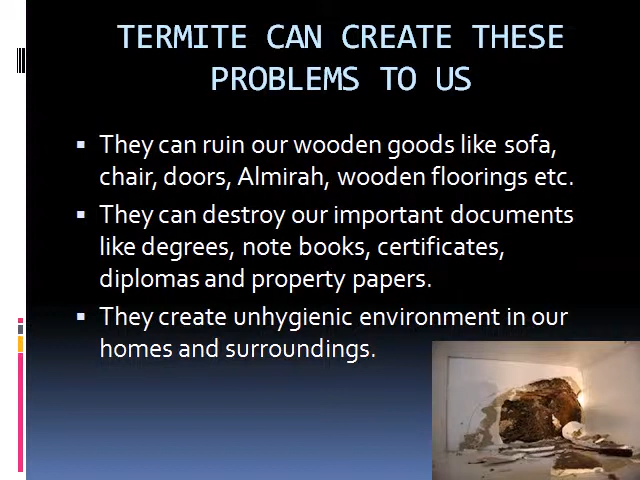 TERMITE CAN CREATE THESE
PROBLEMS TO US
▪ They can ruin our wooden goods like sofa,
chair, doors, Almirah, wooden floorings etc.
▪ They can destroy our important documents
like degrees, note books, certificates,
diplomas and property papers.
▪ They create unhygienic environment in our
homes and surroundings.